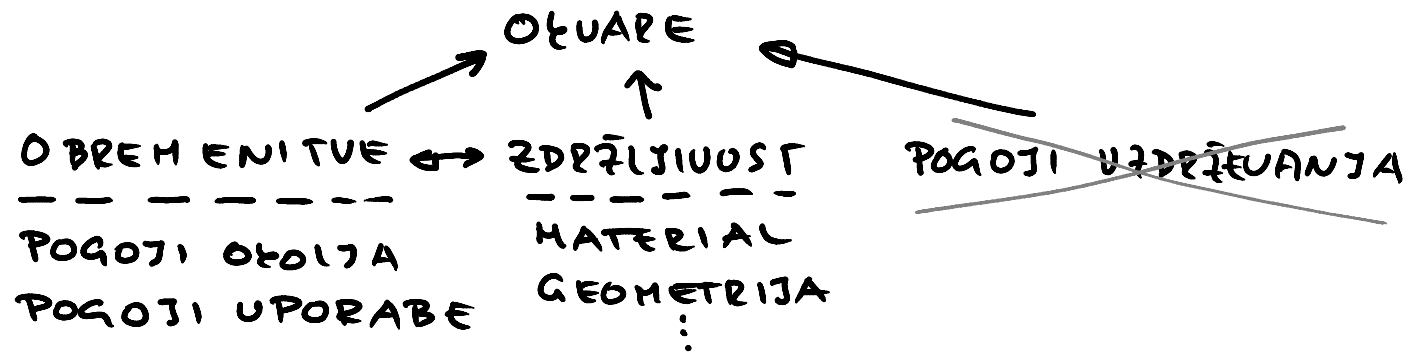 OKVARE
OBREMENITVE
ZDRŽLJIVOST
POGOJI VZDRŽEVANJA
POGOJI OKOLJA
POGOJI UPORABE
MATERIAL
GEOMETRIJA
⋮